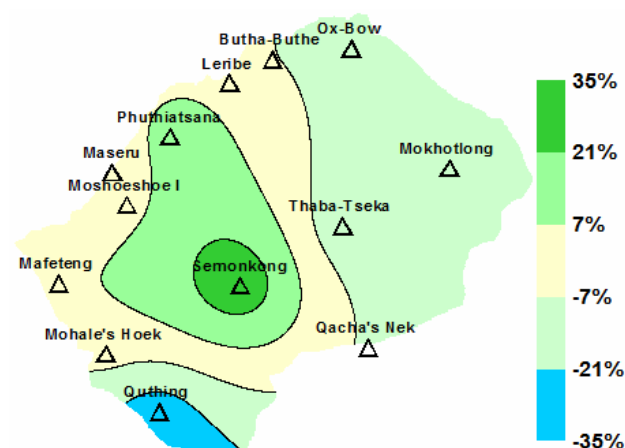 Ox-Bow
Butha-Buthe
Leribe
Phuthiatsana
Maseru
Mokhotlong
Moshoeshoe I
Thaba-Tseka
Semonkong
Mafeteng
Qacha's Nek
Mohale's Hoek
Quthing
35%
21%
7%
-7%
-21%
-35%